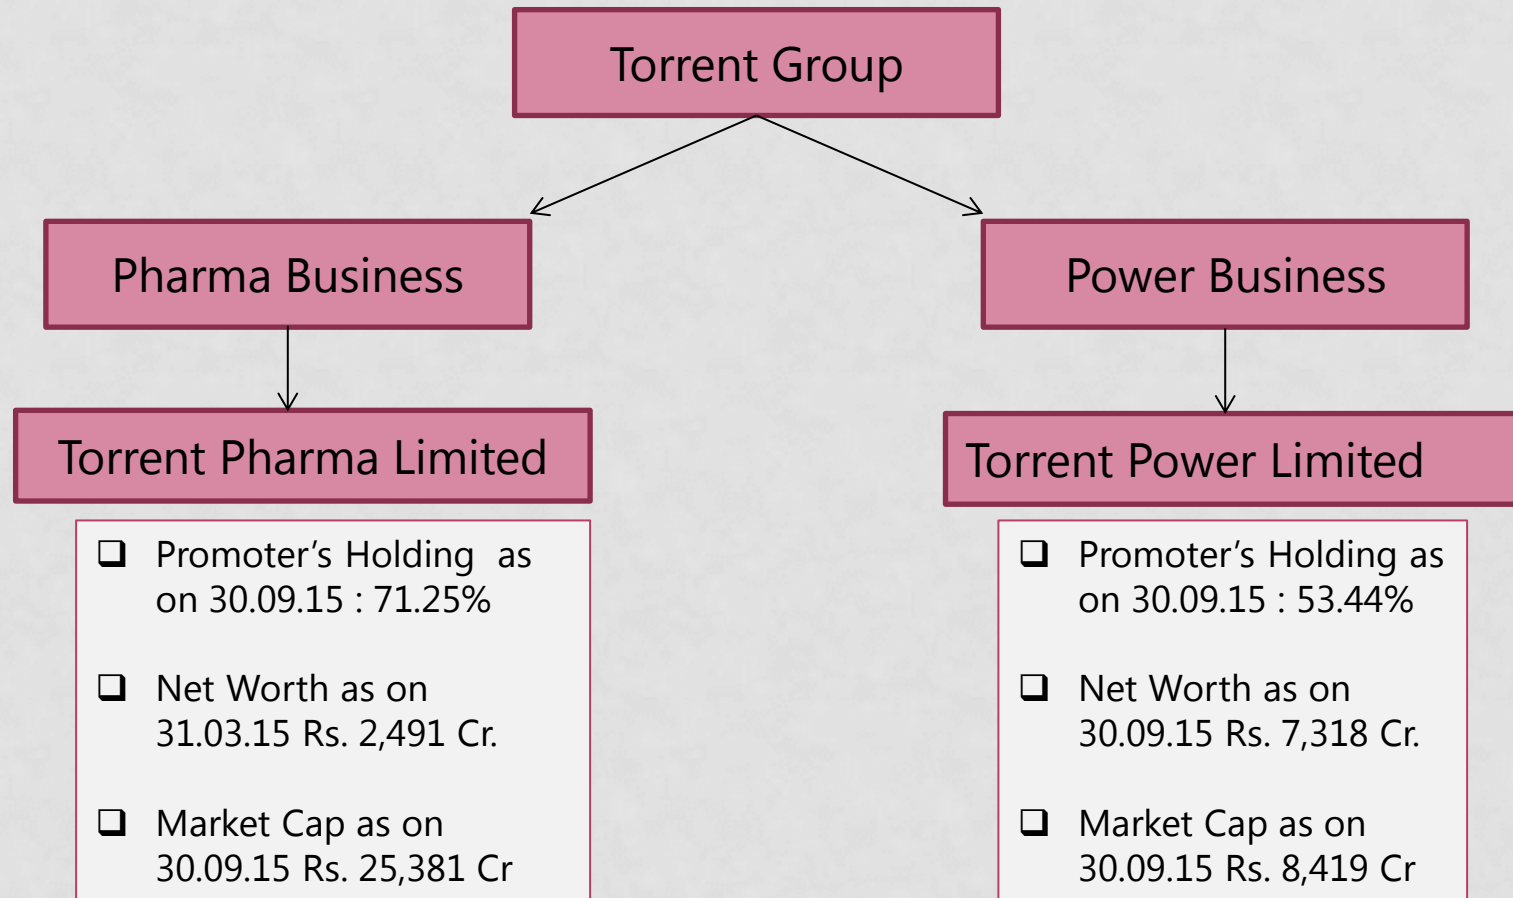 Torrent Group
Pharma Business
Power Business
Torrent Pharma Limited
Torrent Power Limited
❑ Promoter’s Holding as
on 30.09.15 : 71.25%
❑ Net Worth as on
31.03.15 Rs. 2,491 Cr.
❑ Market Cap as on
30.09.15 Rs. 25,381 Cr
❑ Promoter’s Holding as
on 30.09.15 : 53.44%
❑ Net Worth as on
30.09.15 Rs. 7,318 Cr.
❑ Market Cap as on
30.09.15 Rs. 8,419 Cr